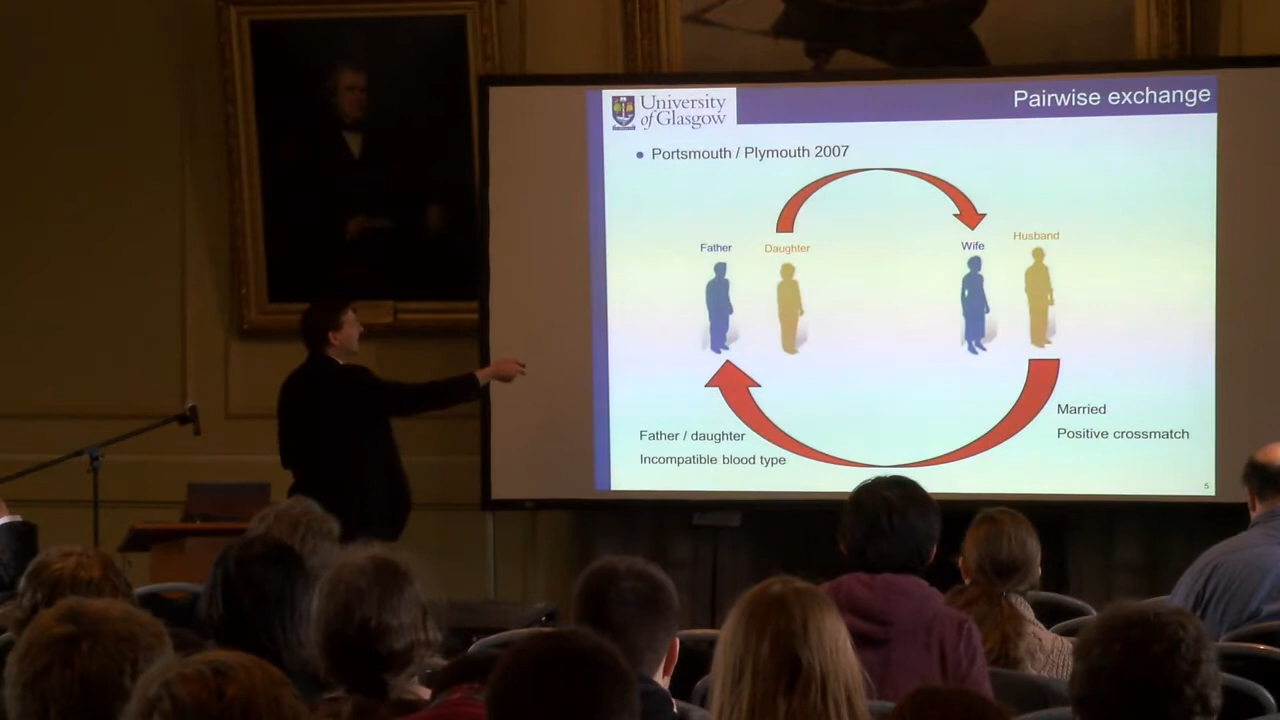 University
of Glasgow
Pairwise exchange
Portsmouth / Plymouth 2007
Father
Daughter
Wife
Husband
Married
Positive crossmatch
Father / daughter
Incompatible blood type
5